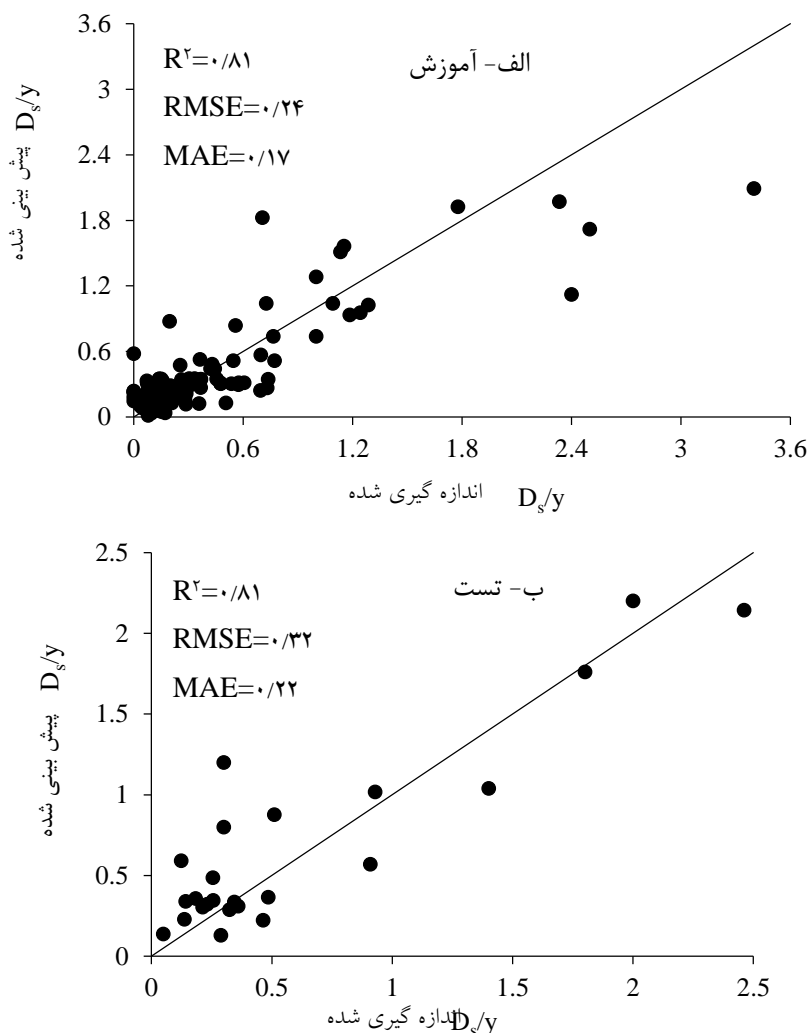 الف- آموزش
R²=۰/۸۱
RMSE=۰/۲۴
MAE=۰/۱۷
پیش بینی شده D_s/y
3.6
3
2.4
1.8
1.2
0.6
0
0 0.6 1.2 1.8 2.4 3 3.6
اندازه گیری شده D_s/y
ب- تست
R²=۰/۸۱
RMSE=۰/۳۲
MAE=۰/۲۲
پیش بینی شده D_s/y
2.5
2
1.5
1
0.5
0
0 0.5 1 1.5 2 2.5
اندازه گیری شده D_s/y